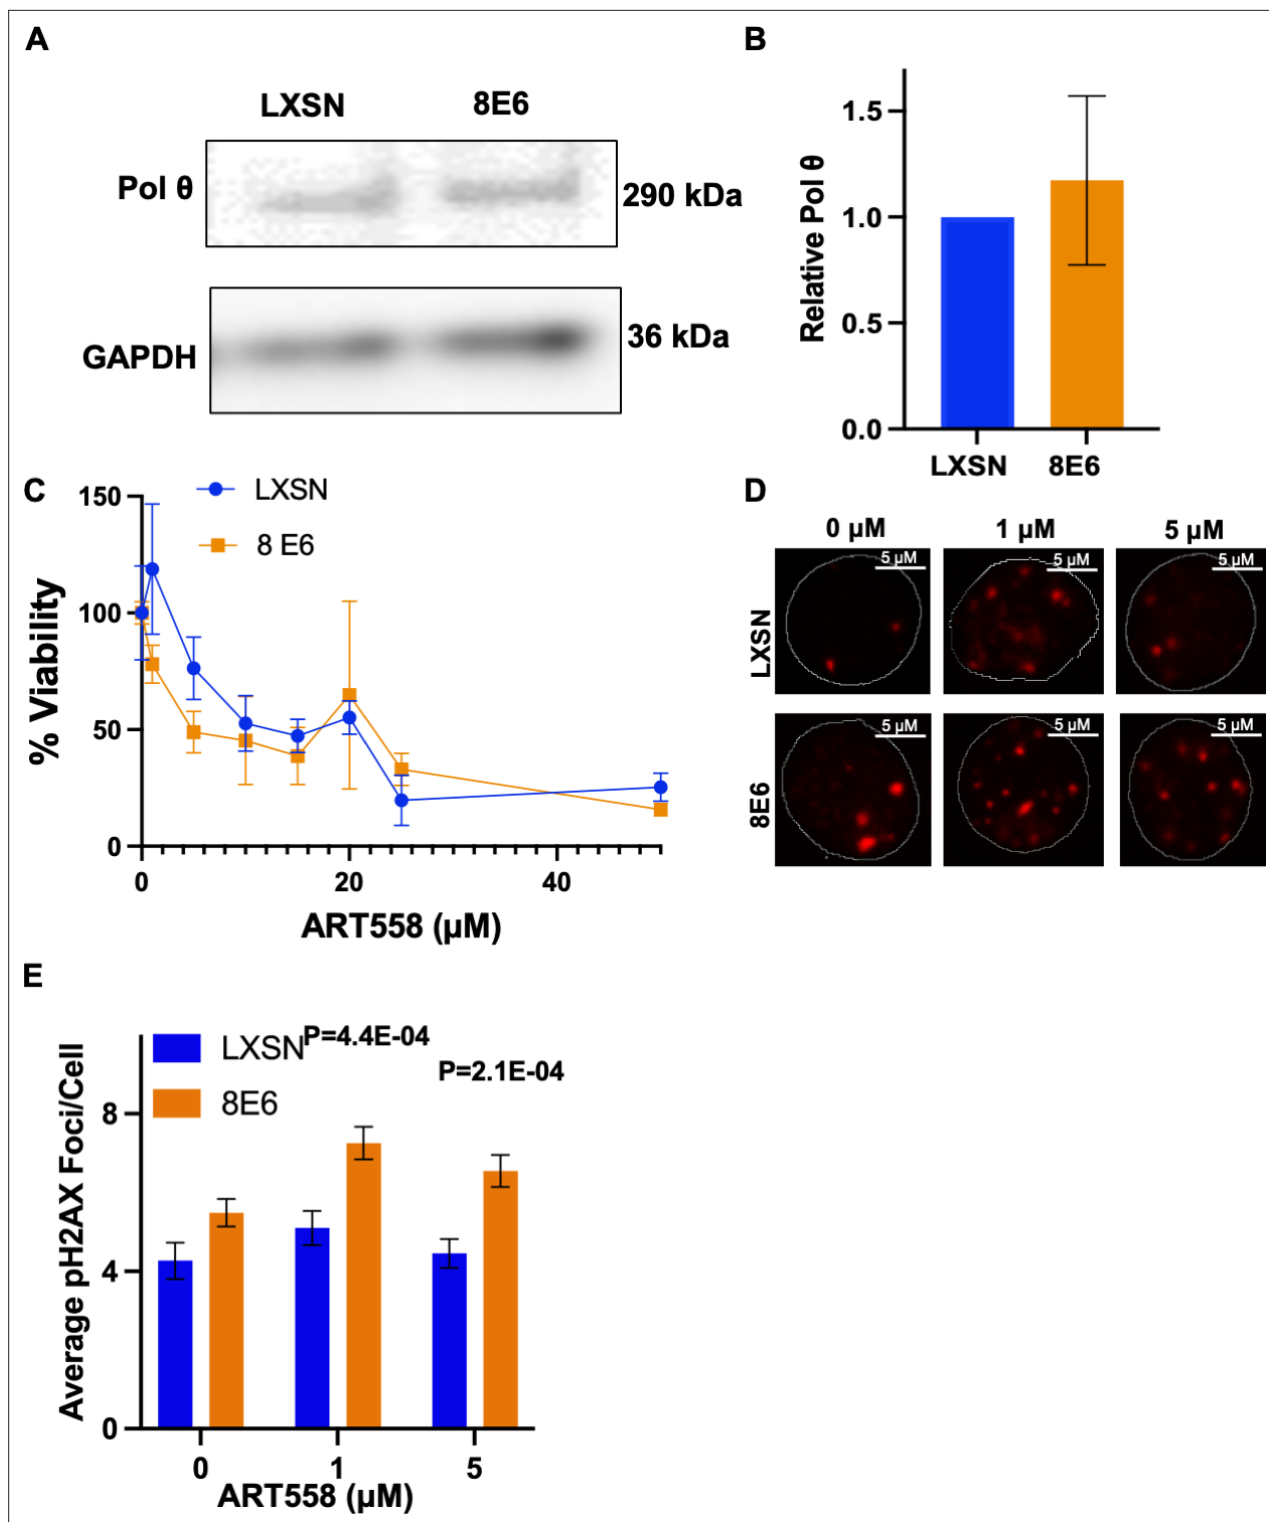 A
LXSN 8E6
Pol θ 290 kDa
GAPDH 36 kDa
B
Relative Pol θ
1.5
1.0
0.5
0.0
LXSN 8E6
C
LXSN
8 E6
% Viability
150
100
50
0
0 20 40
ART558 (µM)
D
0 µM 1 µM 5 µM
LXSN
5 µM 5 µM 5 µM
8E6
5 µM 5 µM 5 µM
E
LXSN
8E6
P=4.4E-04
P=2.1E-04
Average pH2AX Foci/Cell
8
4
0
0 1 5
ART558 (µM)